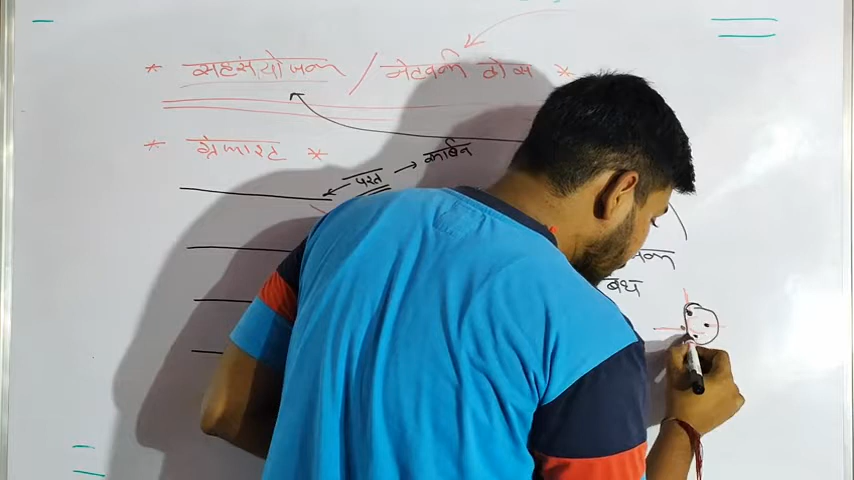 * सहसंयोजन / नेटवर्क ठोस *
* ग्रेफाइट *
परत → कार्बन
बंध